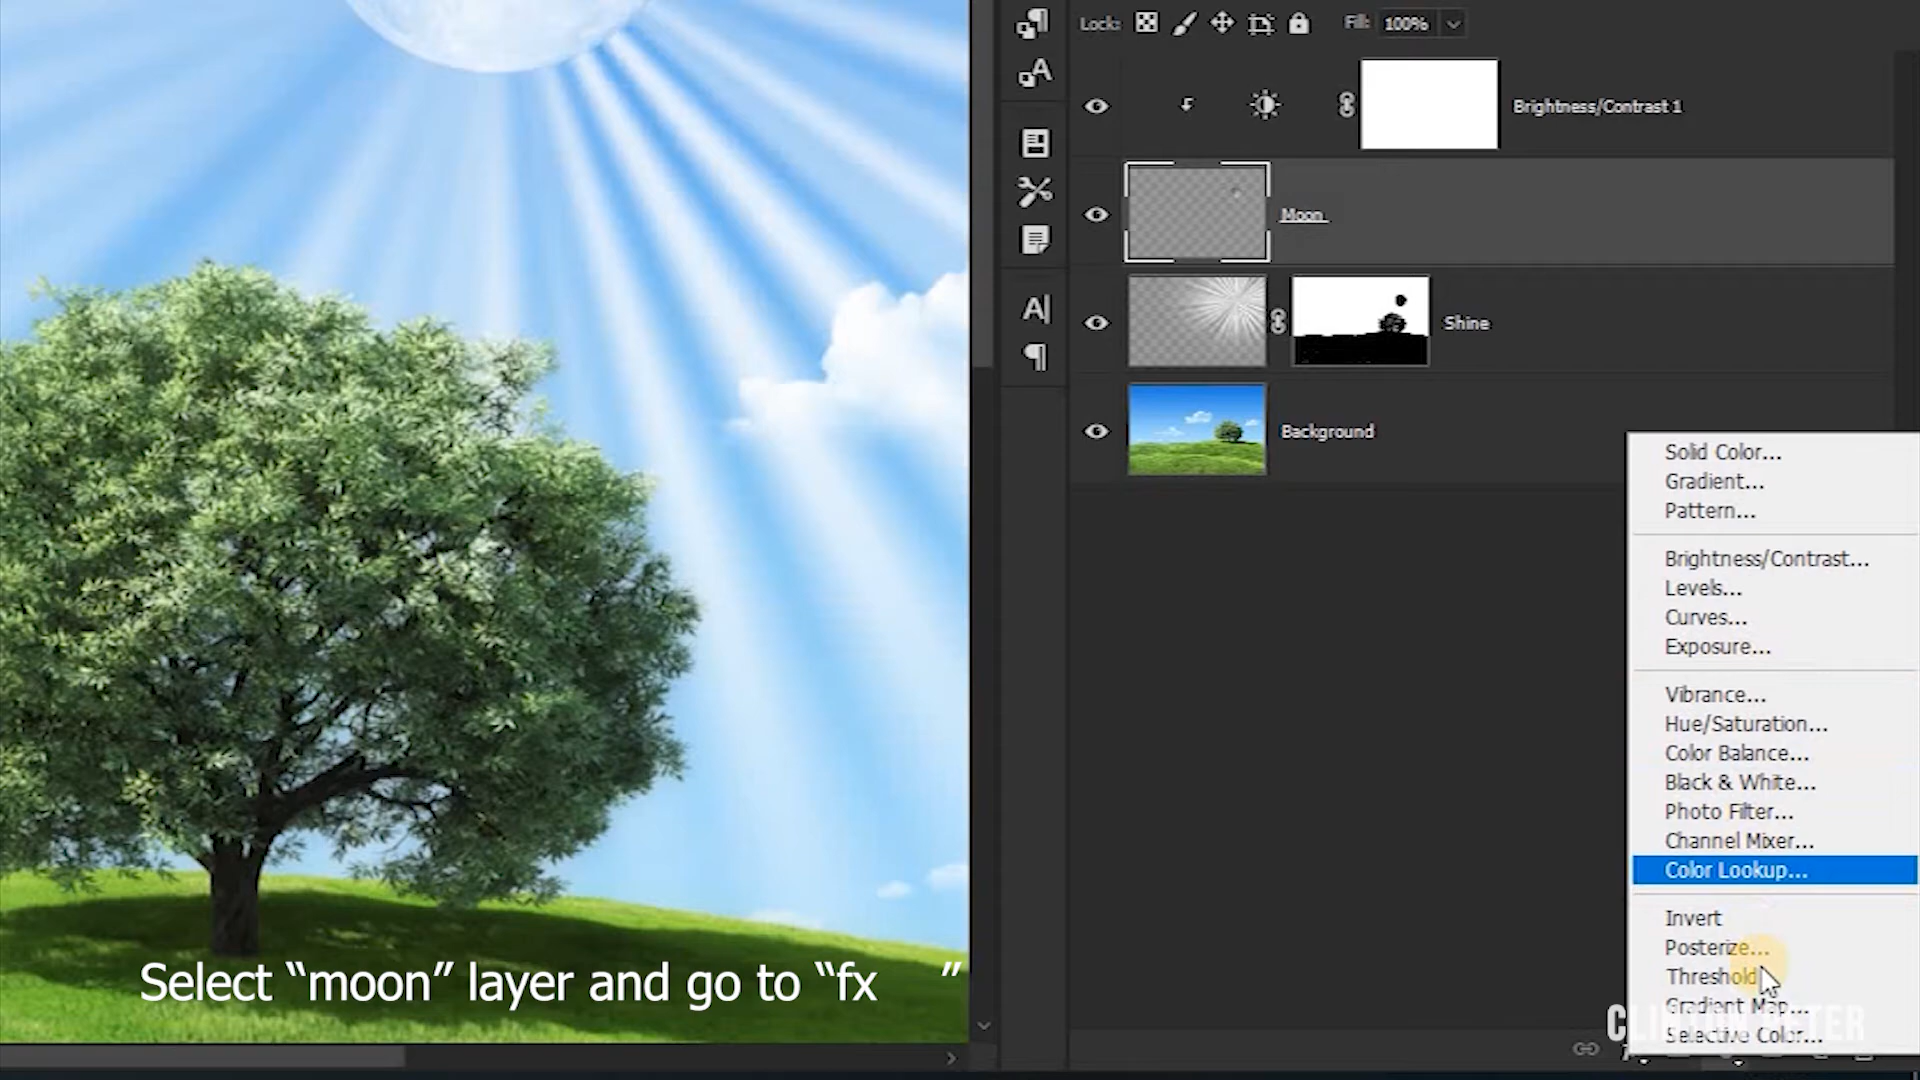 Lock:
Fill:
100%
Brightness/Contrast 1
Moon
Shine
Background
Solid Color...
Gradient...
Pattern...
Brightness/Contrast...
Levels...
Curves...
Exposure...
Vibrance...
Hue/Saturation...
Color Balance...
Black & White...
Photo Filter...
Channel Mixer...
Color Lookup...
Invert
Posterize...
Threshold
Gradient Map...
Selective Color...
Select “moon” layer and go to “fx ”